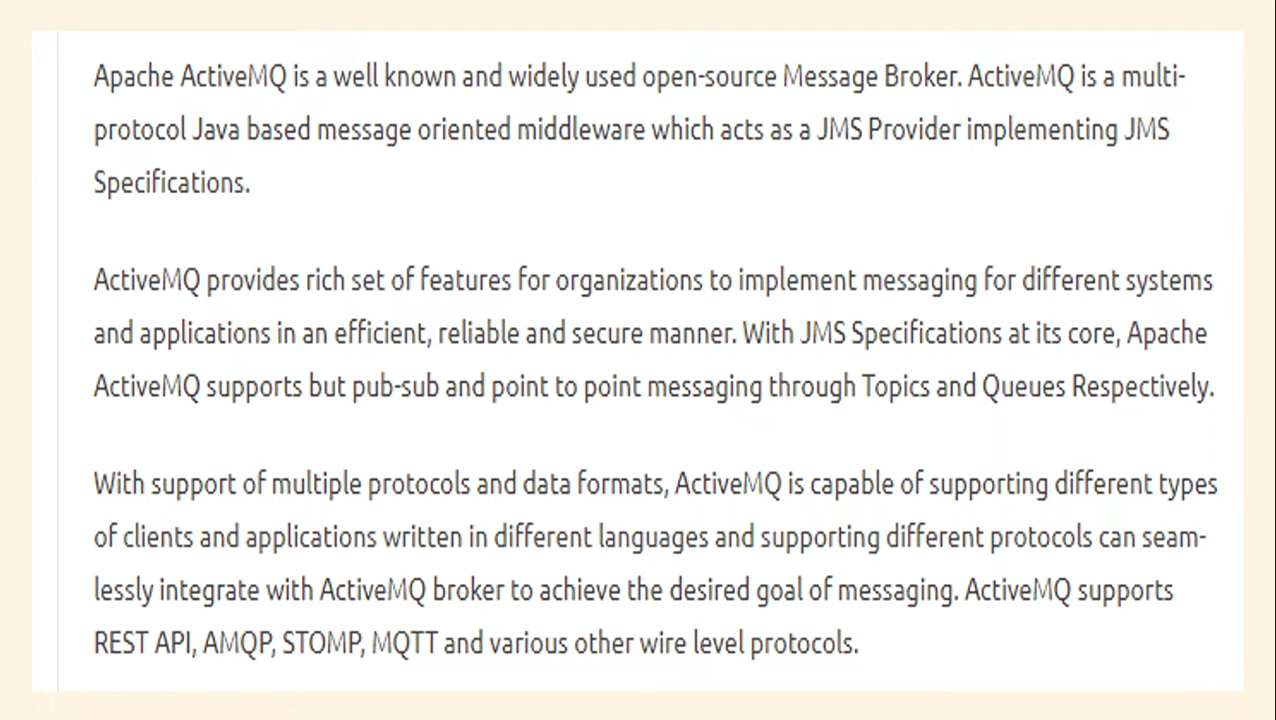 Apache ActiveMQ is a well known and widely used open-source Message Broker. ActiveMQ is a multi-
protocol Java based message oriented middleware which acts as a JMS Provider implementing JMS
Specifications.
ActiveMQ provides rich set of features for organizations to implement messaging for different systems
and applications in an efficient, reliable and secure manner. With JMS Specifications at its core, Apache
ActiveMQ supports but pub-sub and point to point messaging through Topics and Queues Respectively.
With support of multiple protocols and data formats, ActiveMQ is capable of supporting different types
of clients and applications written in different languages and supporting different protocols can seam-
lessly integrate with ActiveMQ broker to achieve the desired goal of messaging. ActiveMQ supports
REST API, AMQP, STOMP, MQTT and various other wire level protocols.